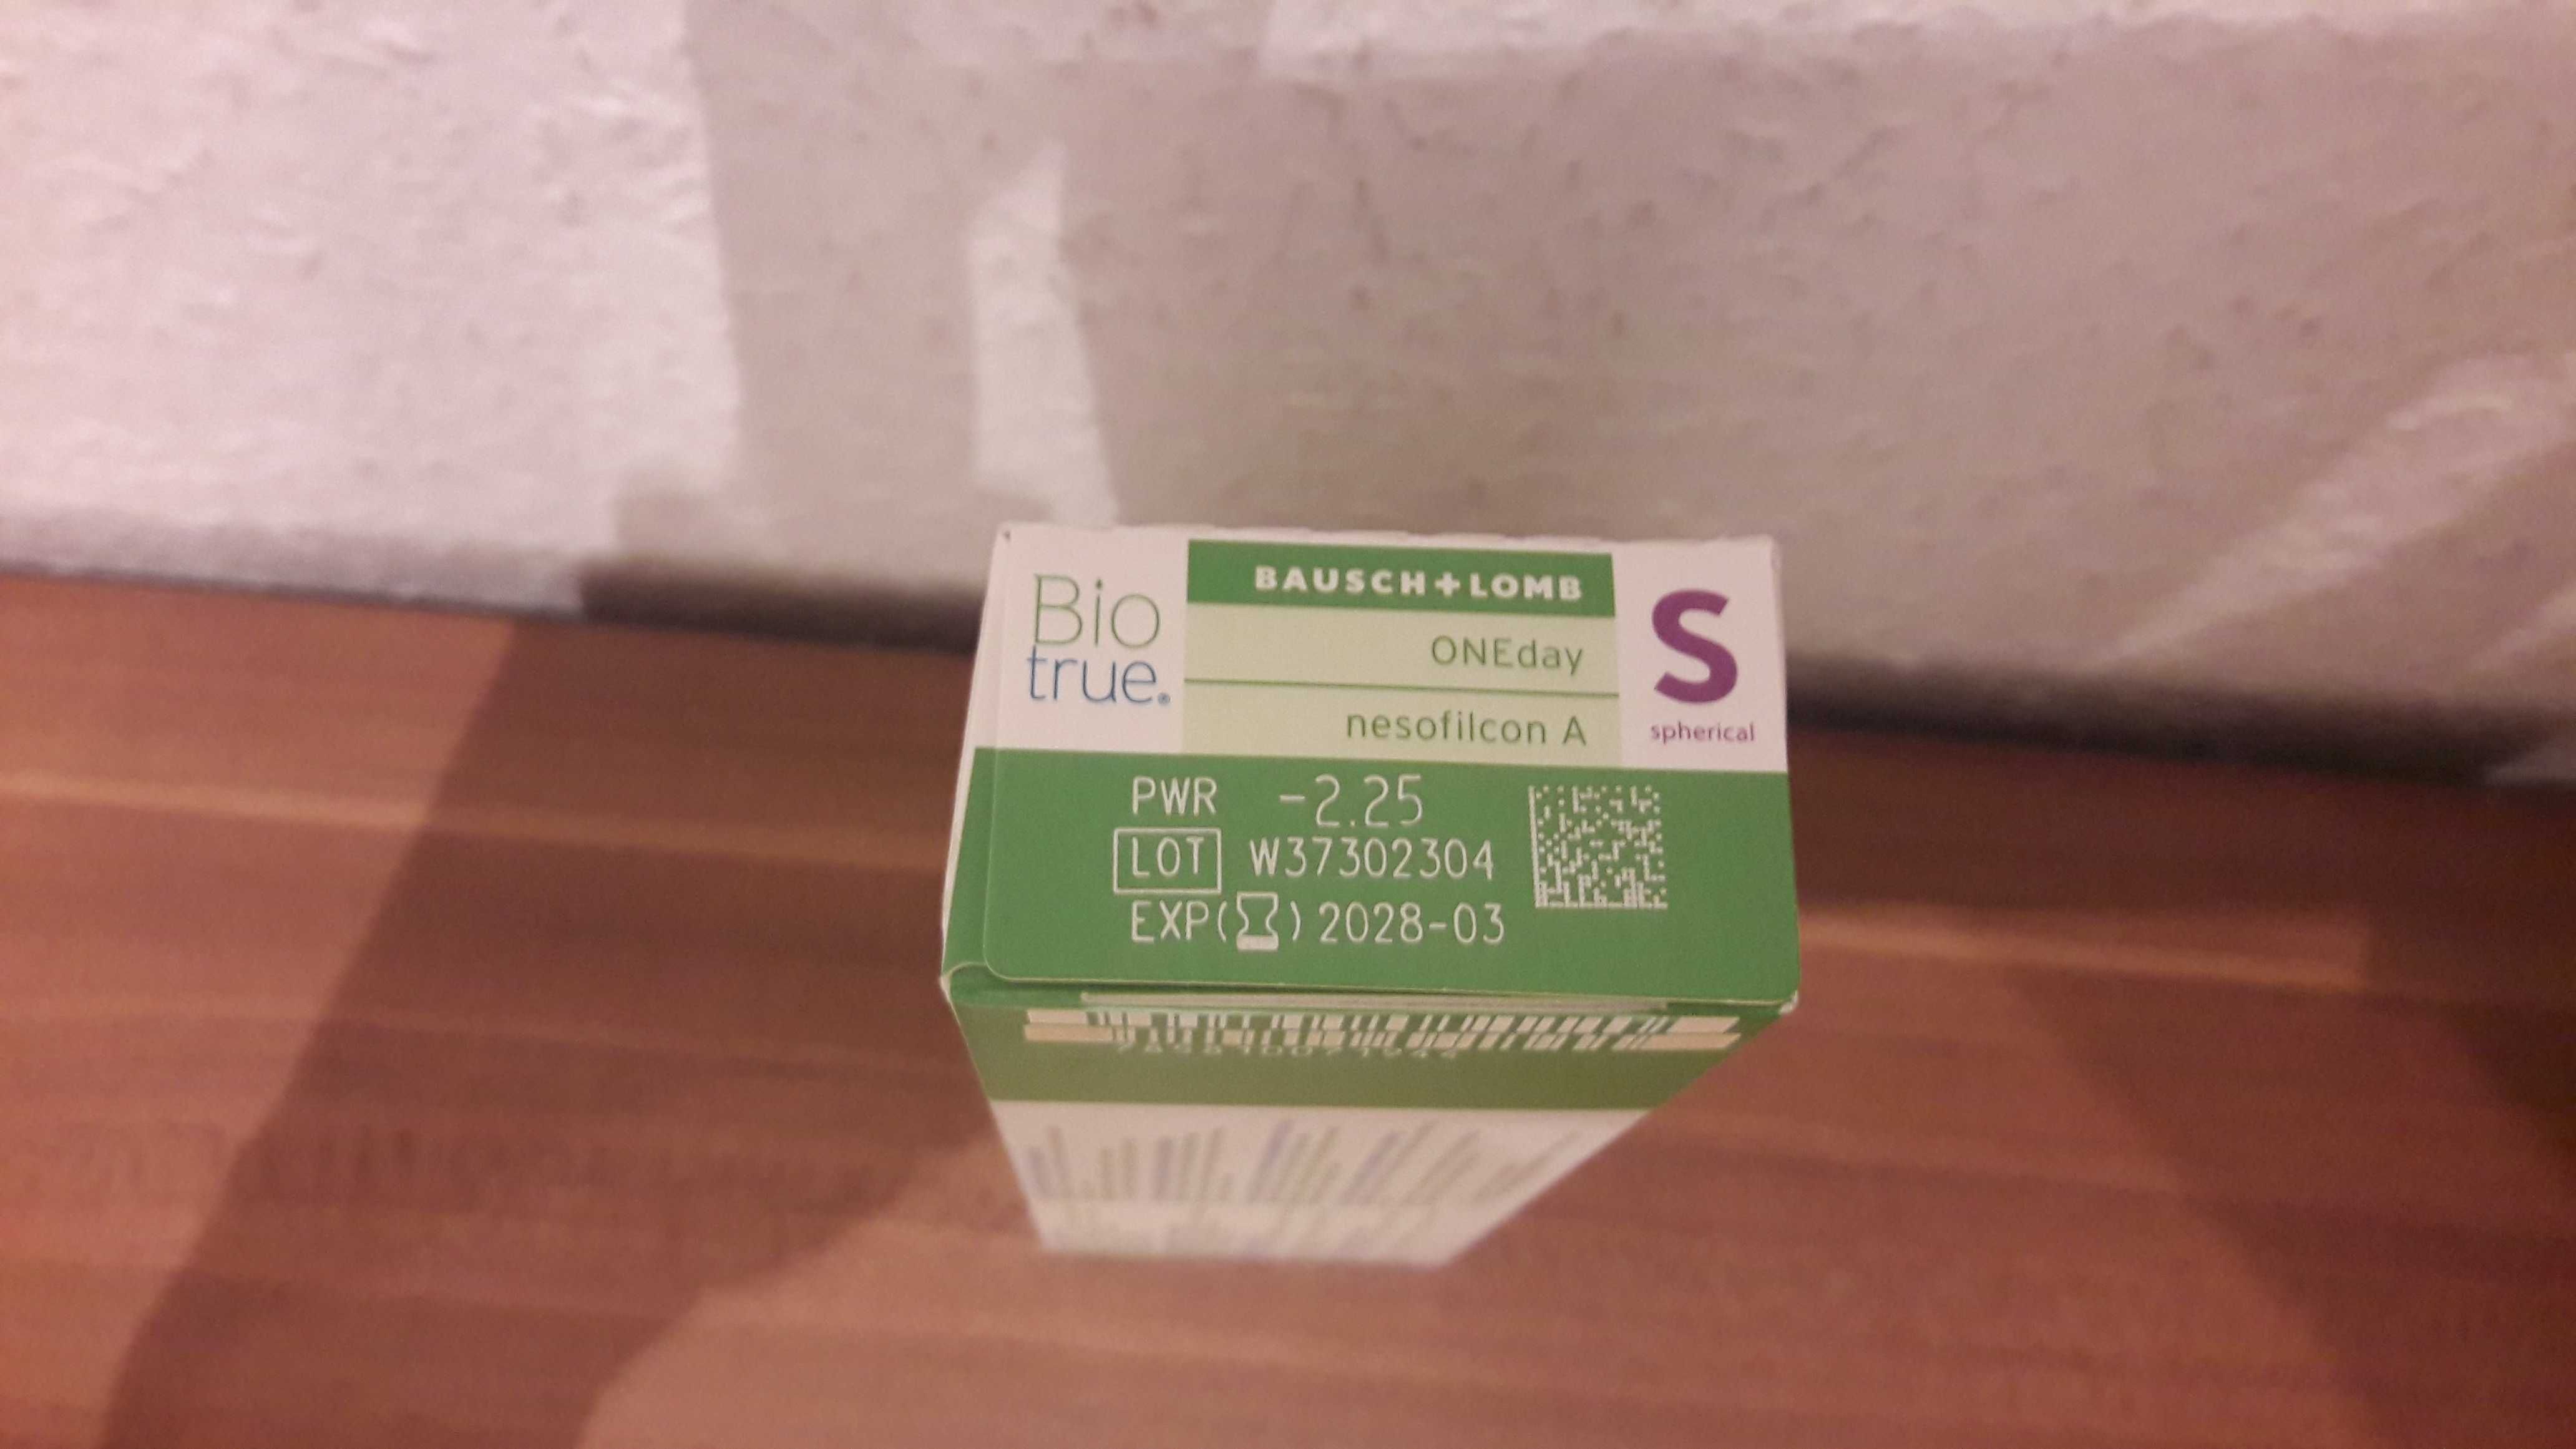 Bio
true.®
BAUSCH+LOMB
ONEday
nesofilcon A
S
spherical
PWR -2.25
LOT W37302304
EXP( ) 2028-03